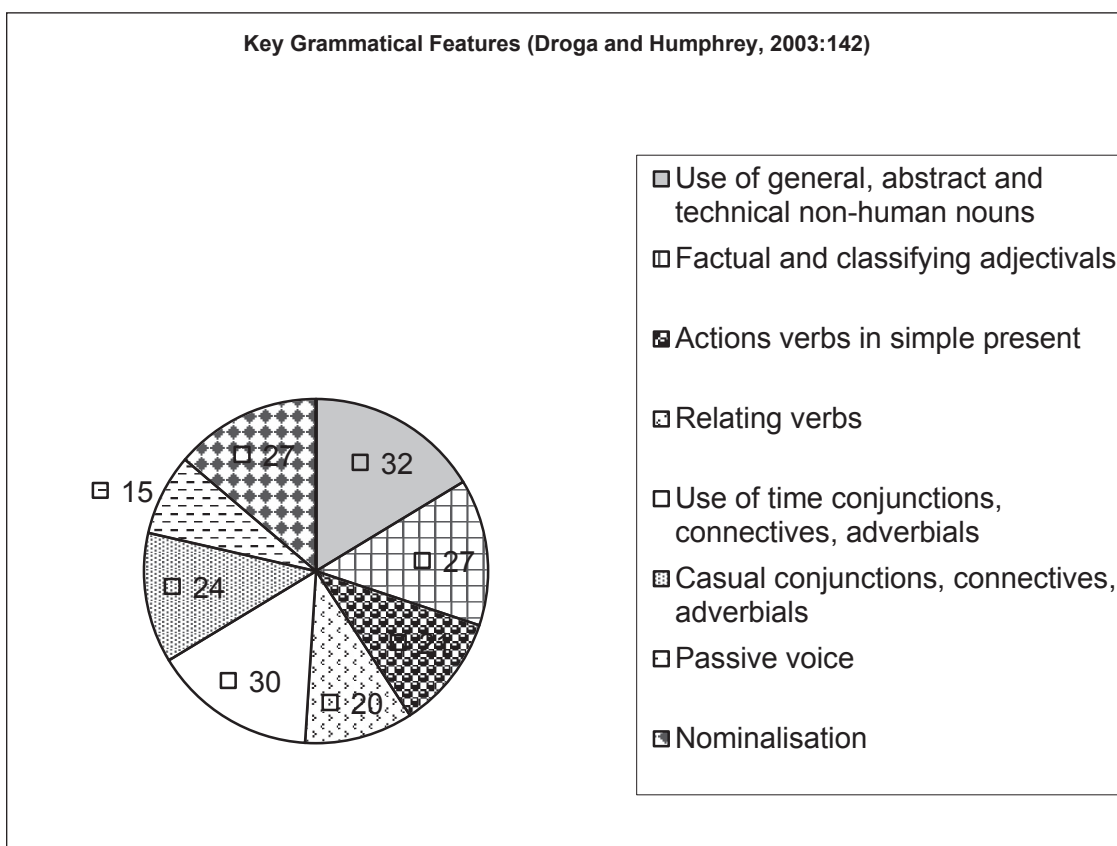 Key Grammatical Features (Droga and Humphrey, 2003:142)
Use of general, abstract and
technical non-human nouns
Factual and classifying adjectivals
Actions verbs in simple present
Relating verbs
Use of time conjunctions,
connectives, adverbials
Casual conjunctions, connectives,
adverbials
Passive voice
Nominalisation
27
32
15
27
24
30
20